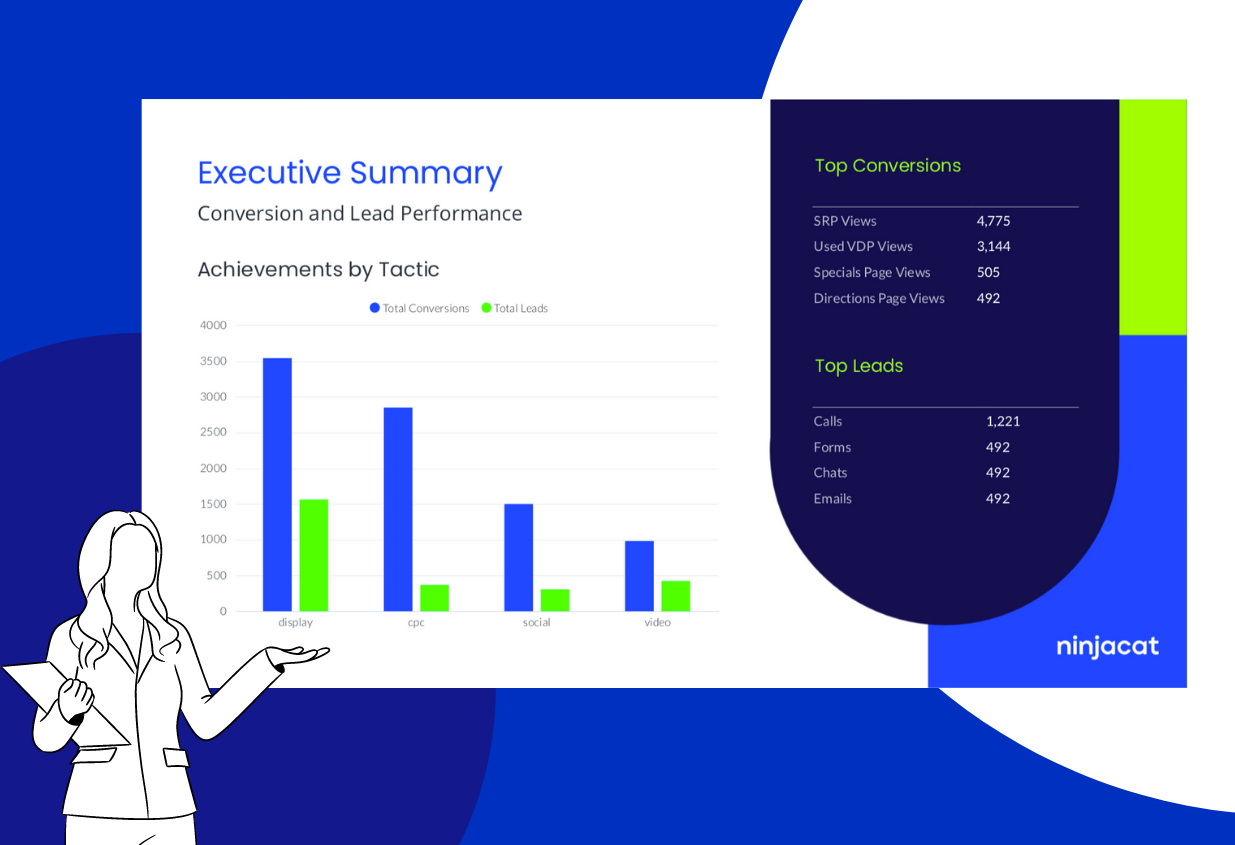 Executive Summary
Conversion and Lead Performance
Achievements by Tactic
Total Conversions Total Leads
4000
3500
3000
2500
2000
1500
1000
500
0
display cpc social video
Top Conversions
SRP Views 4,775
Used VDP Views 3,144
Specials Page Views 505
Directions Page Views 492
Top Leads
Calls 1,221
Forms 492
Chats 492
Emails 492
ninjacat